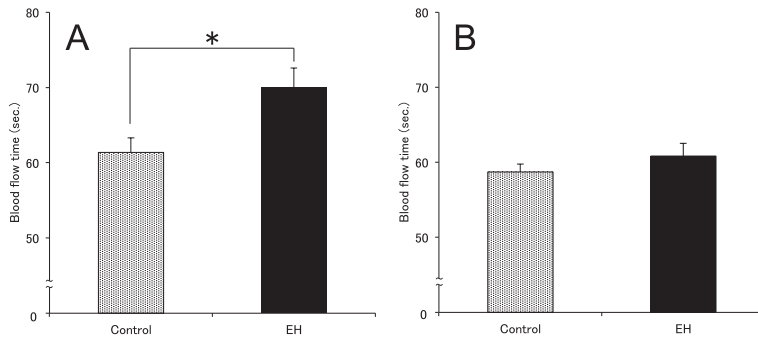 A
80
70
60
50
0
Blood flow time (sec.)
*
Control
EH
B
80
70
60
50
0
Blood flow time (sec.)
Control
EH